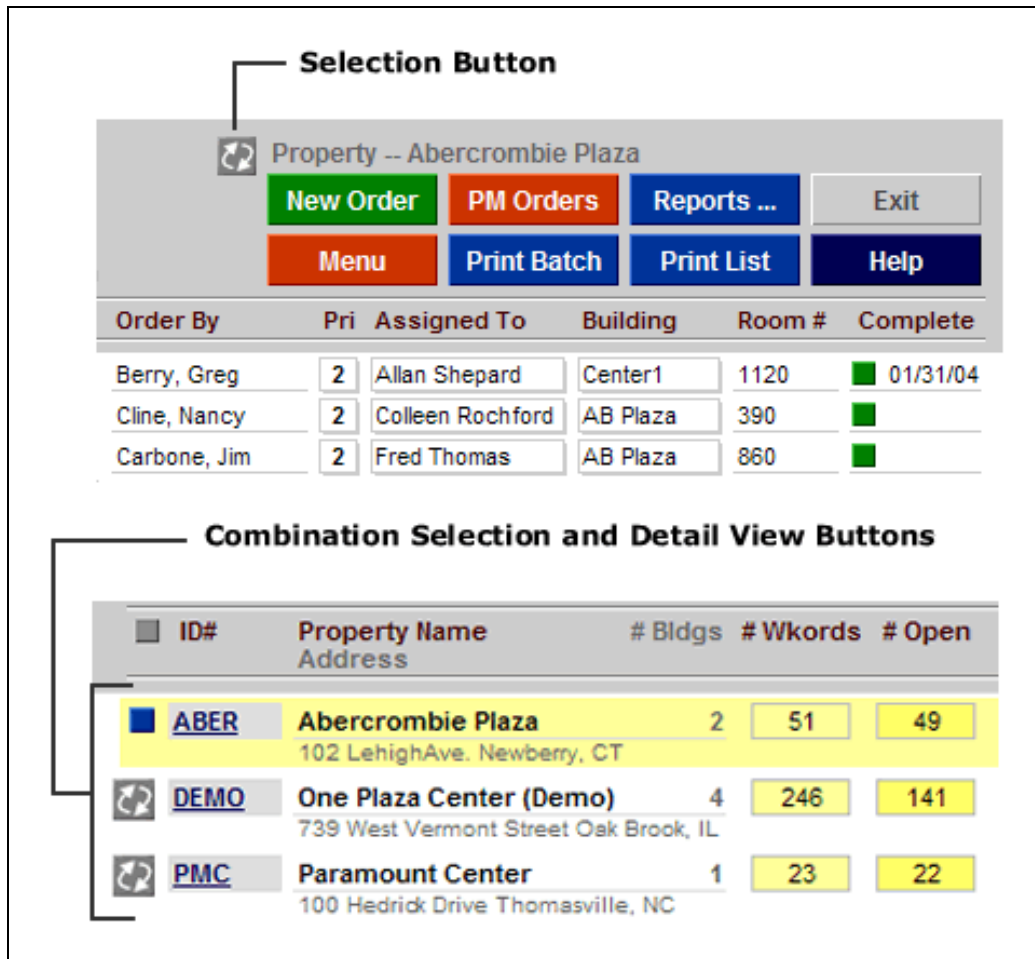 Selection Button
Property -- Abercrombie Plaza
New Order PM Orders Reports ... Exit
Menu Print Batch Print List Help
Order By Pri Assigned To Building Room # Complete
Berry, Greg 2 Allan Shepard Center1 1120 01/31/04
Cline, Nancy 2 Colleen Rochford AB Plaza 390
Carbone, Jim 2 Fred Thomas AB Plaza 860
Combination Selection and Detail View Buttons
ID# Property Name # Bldgs # Wkords # Open
Address
ABER Abercrombie Plaza 2 51 49
102 LehighAve. Newberry, CT
DEMO One Plaza Center (Demo) 4 246 141
739 West Vermont Street Oak Brook, IL
PMC Paramount Center 1 23 22
100 Hedrick Drive Thomasville, NC